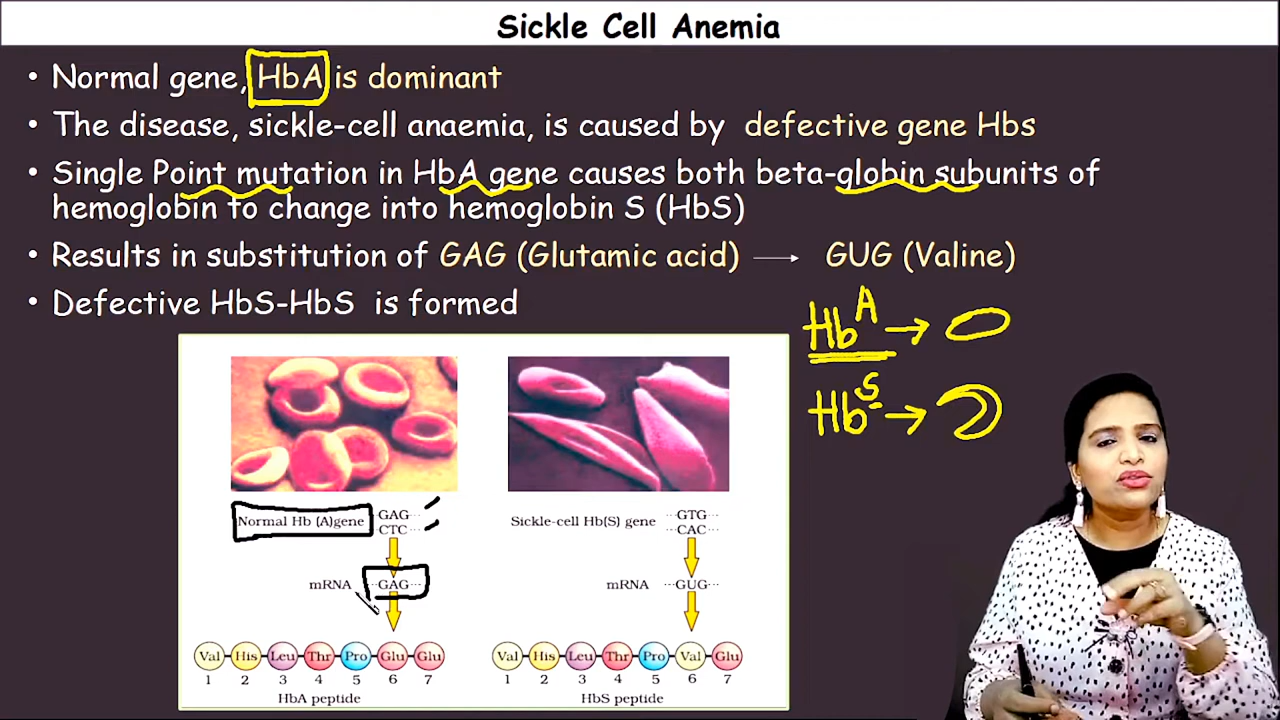 Sickle Cell Anemia
• Normal gene, HbA is dominant
• The disease, sickle-cell anaemia, is caused by defective gene Hbs
• Single Point mutation in HbA gene causes both beta-globin subunits of
hemoglobin to change into hemoglobin S (HbS)
• Results in substitution of GAG (Glutamic acid) → GUG (Valine)
• Defective HbS-HbS is formed
Hb^A →
Hb^S →
Normal Hb (A)gene
GAG
CTC
mRNA GAG
Val His Leu Thr Pro Glu Glu
1 2 3 4 5 6 7
HbA peptide
Sickle-cell Hb(S) gene
GTG
CAC
mRNA GUG
Val His Leu Thr Pro Val Glu
1 2 3 4 5 6 7
HbS peptide